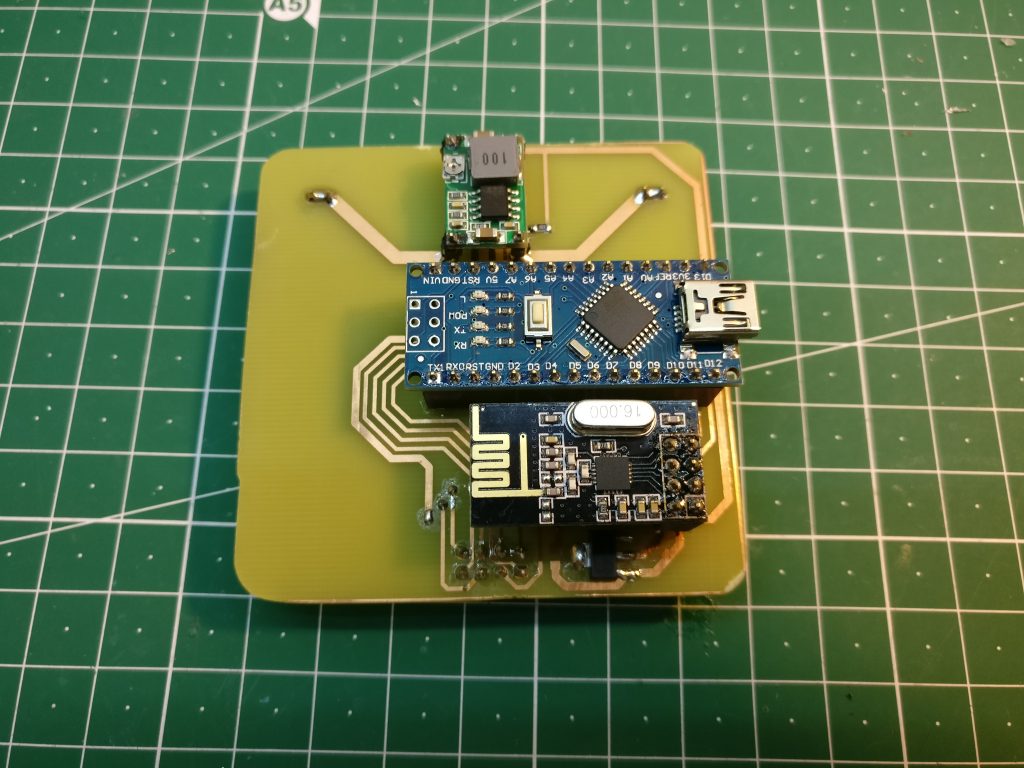 A5
100
VIN GND RST 5V A7 A6 A5 A4 A3 A2 A1 A0 REF 3V3 D13
L
POW
TX
RX
1
TX1 RX0 RST GND D2 D3 D4 D5 D6 D7 D8 D9 D10 D11 D12
16.000